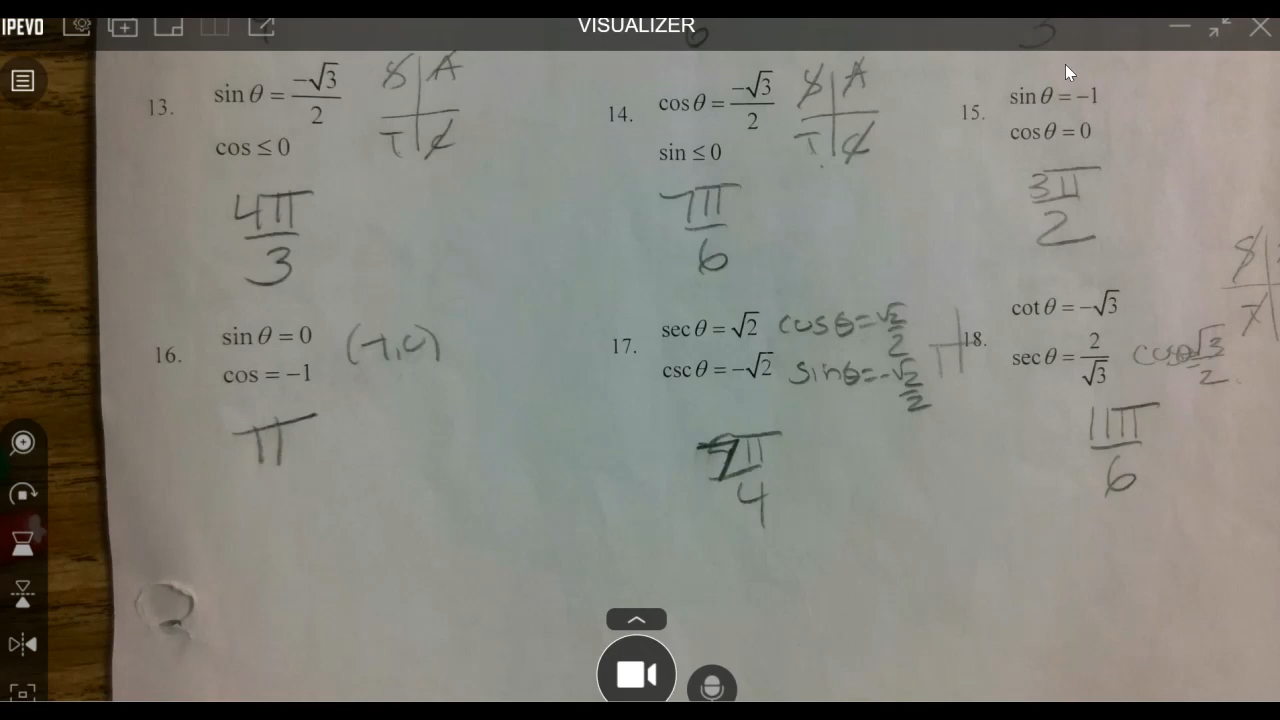 IPEVO
VISUALIZER
13.
sin θ = -√3/2
S A
T C
cos ≤ 0
4π/3
14.
cos θ = -√3/2
S A
T C
sin ≤ 0
7π/6
15.
sin θ = -1
cos θ = 0
3π/2
16.
sin θ = 0
(-1,0)
cos = -1
π
17.
sec θ = √2 cos θ = √2/2
csc θ = -√2 sin θ = -√2/2
7π/4
18.
cot θ = -√3
sec θ = 2/√3 cos θ = √3/2
S
T
11π/6